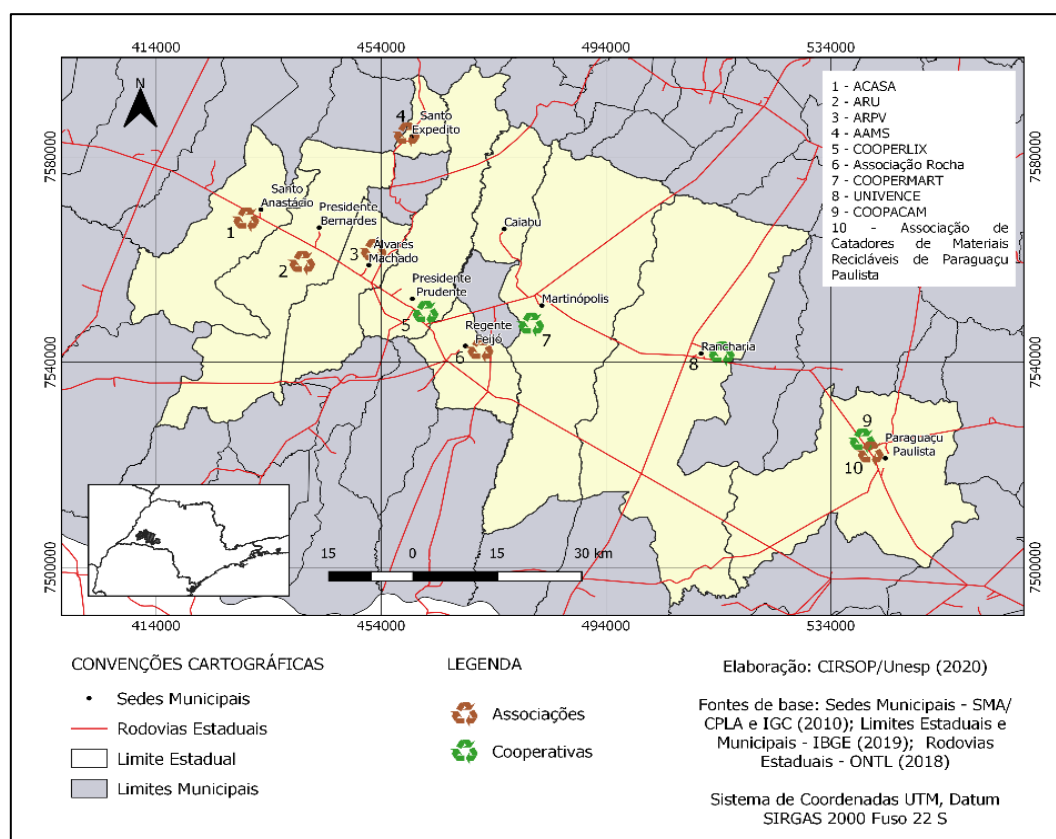 414000 454000 494000 534000
N
1 - ACASA
2 - ARU
3 - ARPV
4 - AAMS
5 - COOPERLIX
6 - Associação Rocha
7 - COOPERMART
8 - UNIVENCE
9 - COOPACAM
10 - Associação de
Catadores de Materiais
Recicláveis de Paraguaçu
Paulista
4
Santo
Expedito
7580000
7580000
Santo
Anastácio
1
Presidente
Bernardes
2
3
Álvares
Machado
Caiabú
Presidente
Prudente
5
Martinópolis
7
Regente
Feijó
6
Rancharia
8
7540000
7540000
9
Paraguaçu
Paulista
10
15 0 15 30 km
7500000
7500000
414000 454000 494000 534000
CONVENÇÕES CARTOGRÁFICAS
Sedes Municipais
Rodovias Estaduais
Limite Estadual
Limites Municipais
LEGENDA
Associações
Cooperativas
Elaboração: CIRSOP/Unesp (2020)
Fontes de base: Sedes Municipais - SMA/
CPLA e IGC (2010); Limites Estaduais e
Municipais - IBGE (2019); Rodovias
Estaduais - ONTL (2018)
Sistema de Coordenadas UTM, Datum
SIRGAS 2000 Fuso 22 S